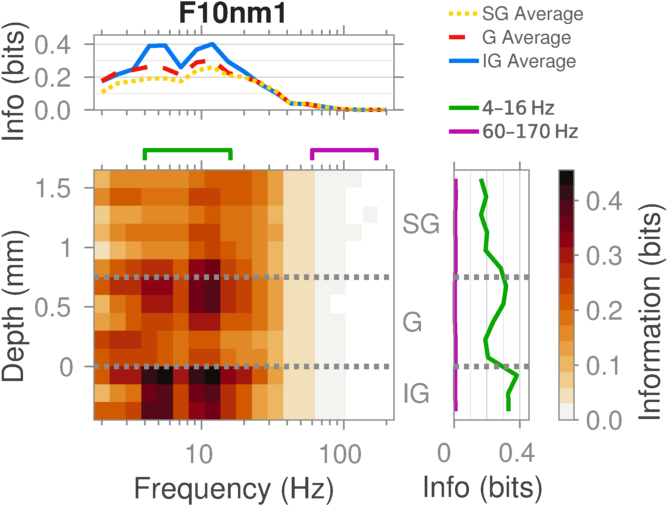 F10nm1
SG Average
G Average
IG Average
4–16 Hz
60–170 Hz
Info (bits)
0.4
0.2
0.0
Depth (mm)
1.5
1
0.5
0
SG
G
IG
10
100
Frequency (Hz)
0
0.4
Info (bits)
0.4
0.3
0.2
0.1
0.0
Information (bits)